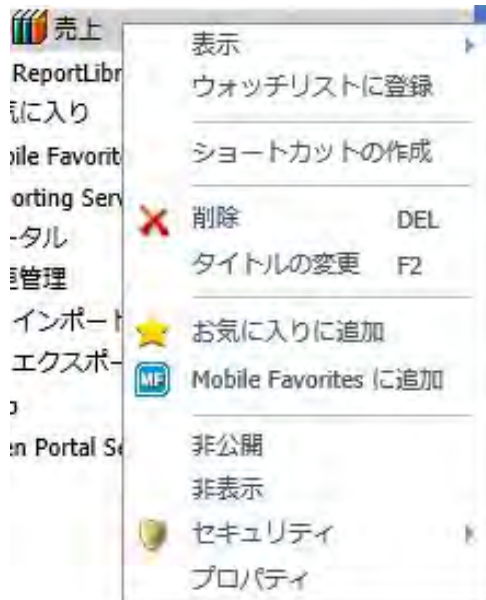 売上
表示
ReportLibr
ウォッチリストに登録
気に入り
ショートカットの作成
bile Favorit
orting Serv
削除 DEL
ータル
タイトルの変更 F2
管理
インポート
お気に入りに追加
エクスポー
MF Mobile Favorites に追加
en Portal Se
非公開
非表示
セキュリティ
プロパティ